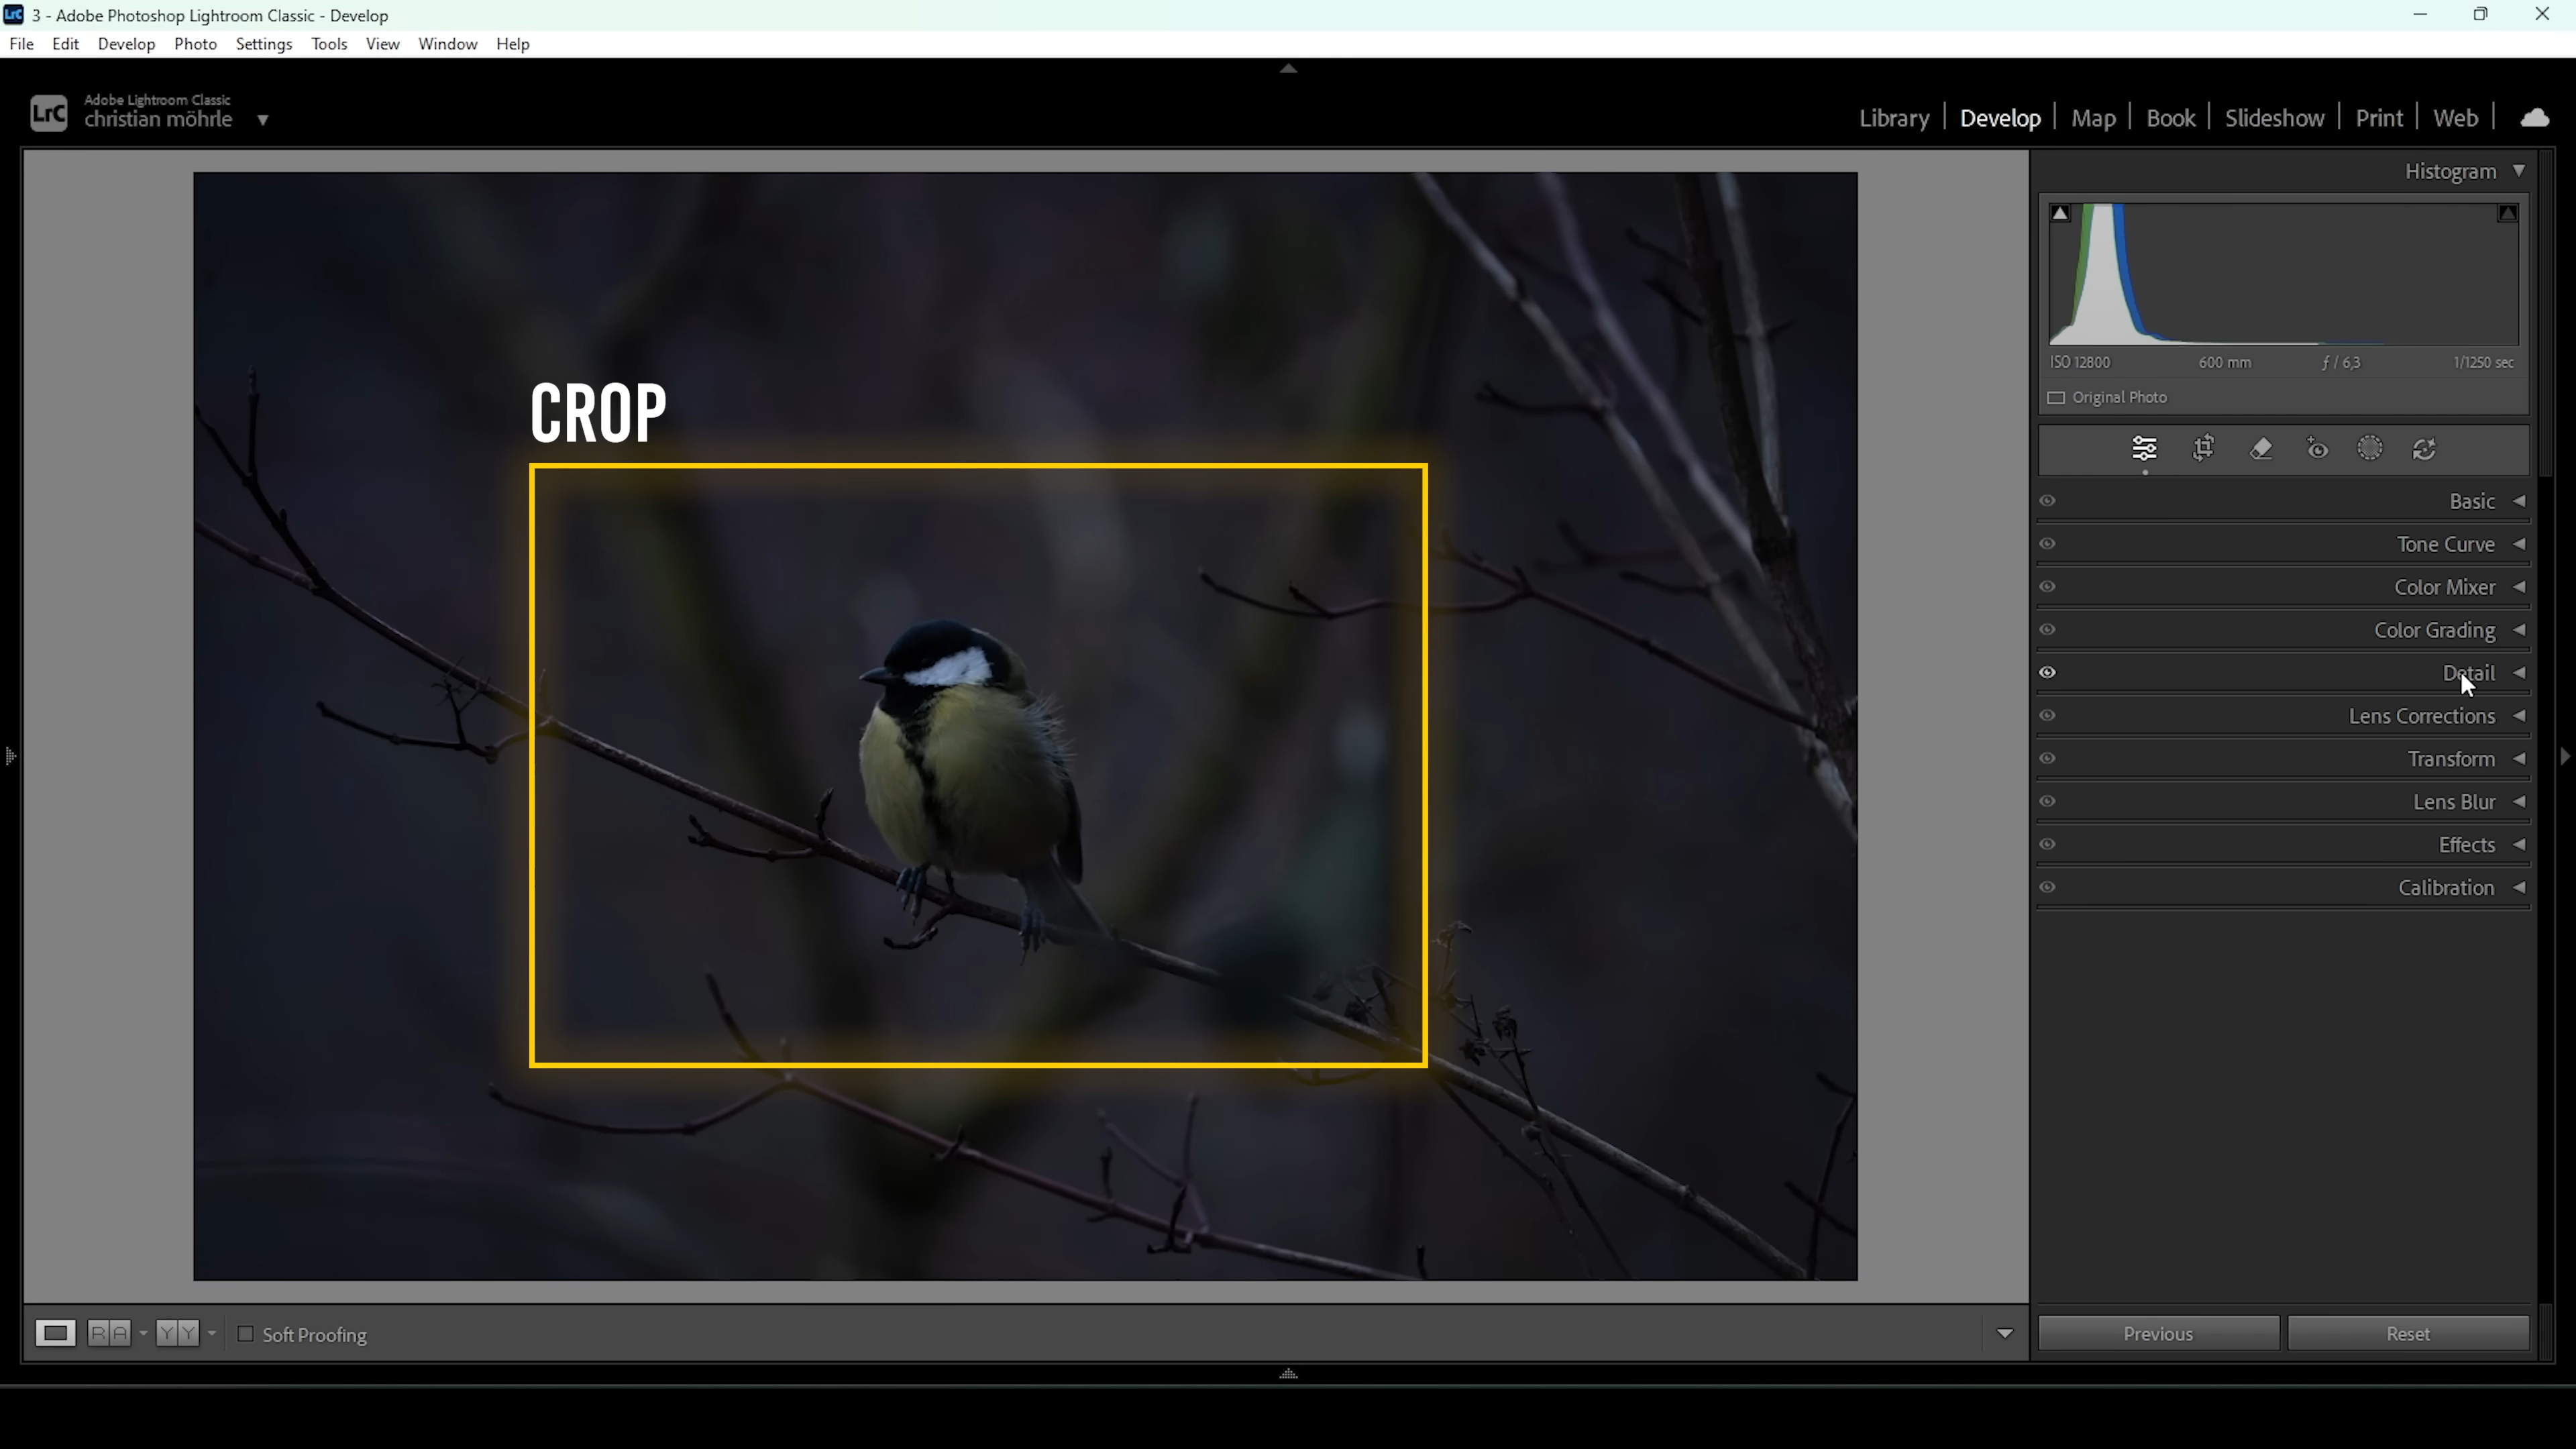 LrC 3 - Adobe Photoshop Lightroom Classic - Develop
File Edit Develop Photo Settings Tools View Window Help
LrC
Adobe Lightroom Classic
christian möhrle
Library | Develop | Map | Book | Slideshow | Print | Web |
Histogram
ISO 12800 600 mm ƒ / 6,3 1/1250 sec
Original Photo
CROP
Basic
Tone Curve
Color Mixer
Color Grading
Detail
Lens Corrections
Transform
Lens Blur
Effects
Calibration
R A Y Y Soft Proofing
Previous Reset